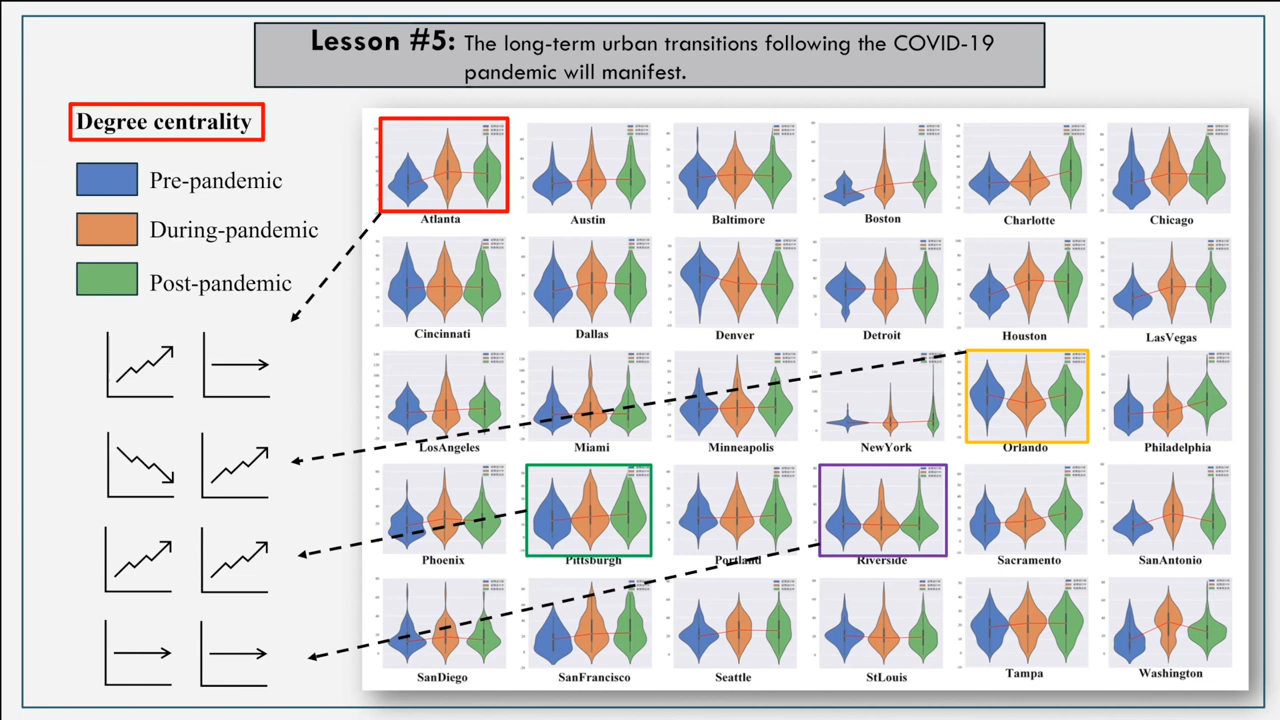 Lesson #5: The long-term urban transitions following the COVID-19
pandemic will manifest.
Degree centrality
Pre-pandemic
During-pandemic
Post-pandemic
Atlanta
Austin
Baltimore
Boston
Charlotte
Chicago
Cincinnati
Dallas
Denver
Detroit
Houston
LasVegas
LosAngeles
Miami
Minneapolis
NewYork
Orlando
Philadelphia
Phoenix
Pittsburgh
Portland
Riverside
Sacramento
SanAntonio
SanDiego
SanFrancisco
Seattle
StLouis
Tampa
Washington